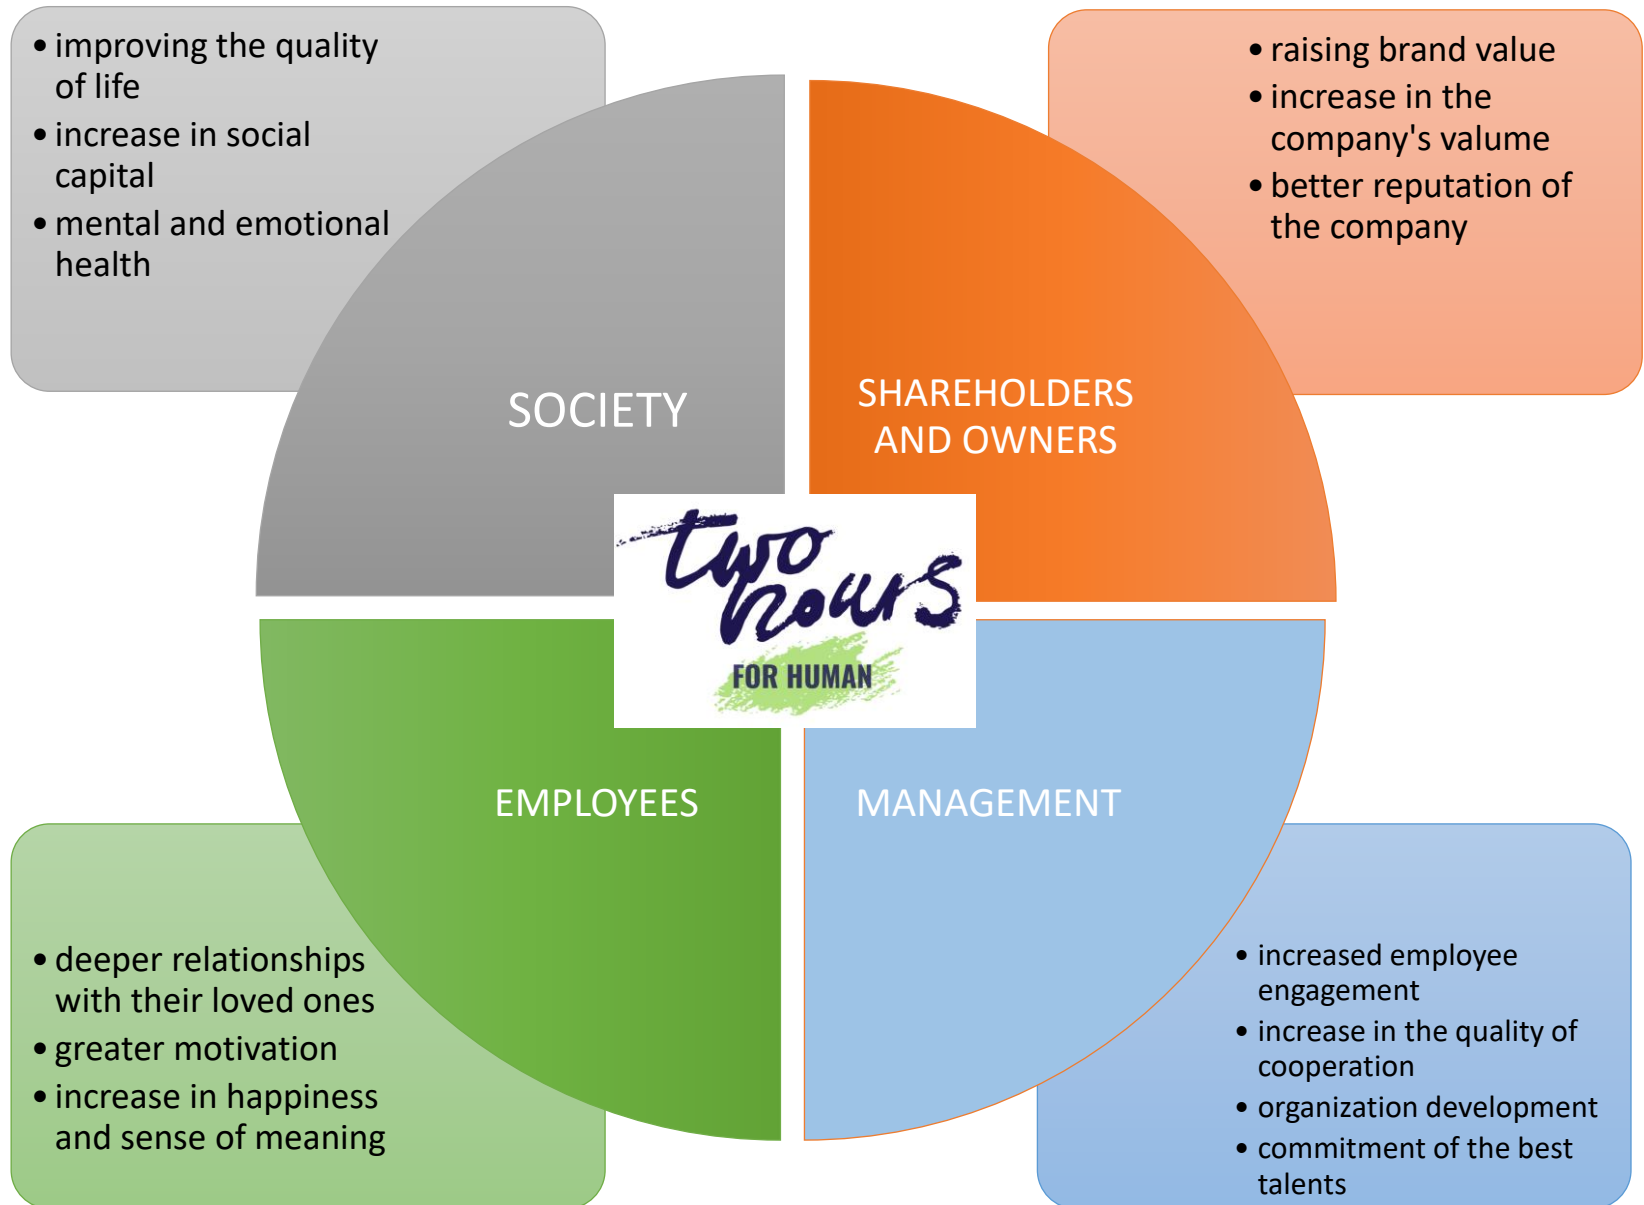 • improving the quality
of life
• increase in social
capital
• mental and emotional
health
• raising brand value
• increase in the
company's valume
• better reputation of
the company
SOCIETY
SHAREHOLDERS
AND OWNERS
two
hours
FOR HUMAN
EMPLOYEES
MANAGEMENT
• deeper relationships
with their loved ones
• greater motivation
• increase in happiness
and sense of meaning
• increased employee
engagement
• increase in the quality of
cooperation
• organization development
• commitment of the best
talents